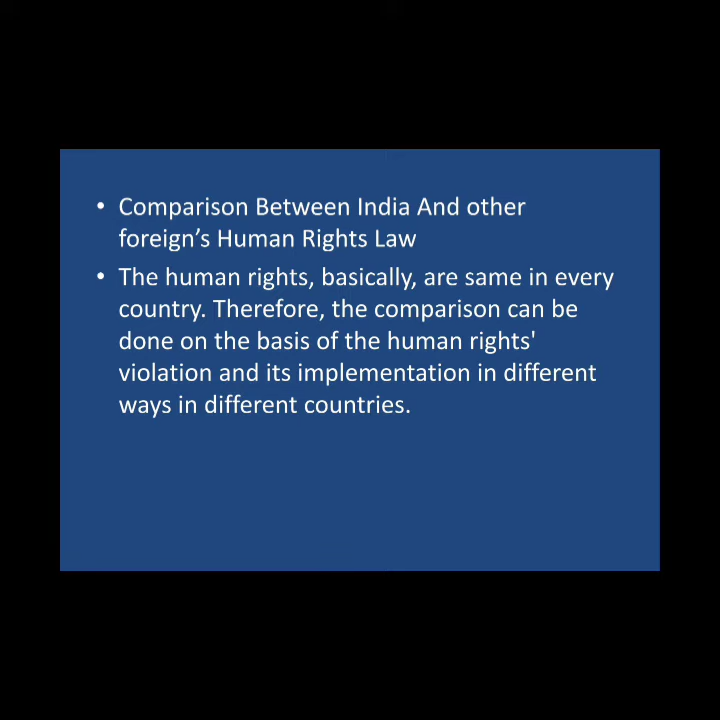 • Comparison Between India And other
foreign’s Human Rights Law
• The human rights, basically, are same in every
country. Therefore, the comparison can be
done on the basis of the human rights'
violation and its implementation in different
ways in different countries.